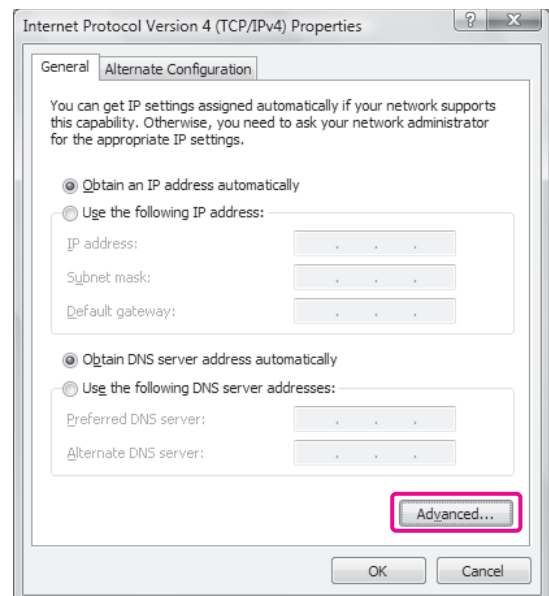 Internet Protocol Version 4 (TCP/IPv4) Properties
General
Alternate Configuration
You can get IP settings assigned automatically if your network supports
this capability. Otherwise, you need to ask your network administrator
for the appropriate IP settings.
Obtain an IP address automatically
Use the following IP address:
IP address:
. . .
Subnet mask:
. . .
Default gateway:
. . .
Obtain DNS server address automatically
Use the following DNS server addresses:
Preferred DNS server:
. . .
Alternate DNS server:
. . .
Advanced...
OK
Cancel